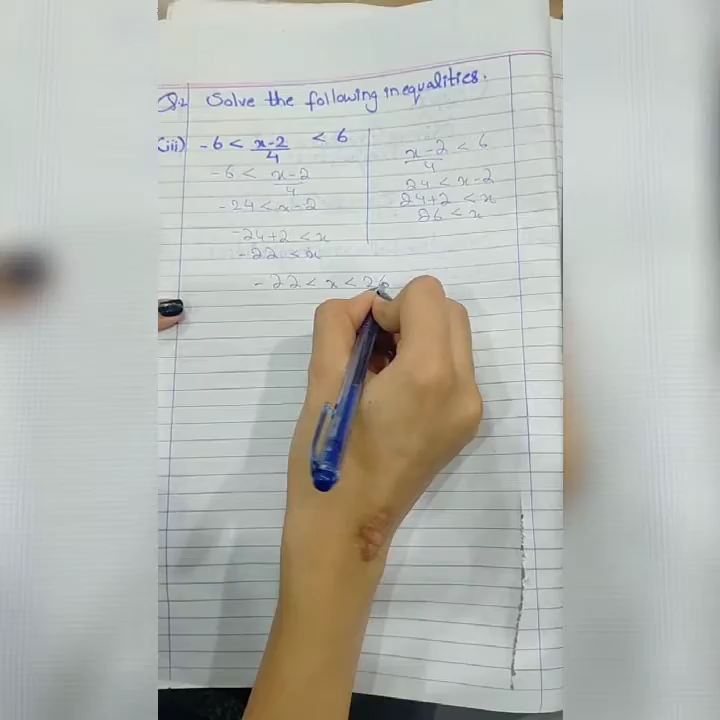 Q.2 Solve the following inequalities.
(iii) -6 < x-2/4 < 6
-6 < x-2/4
-24 < x-2
-24+2 < x
-22 < x
x-2/4 < 6
24 < x-2
24+2 < x
26 < x
-22 < x < 26